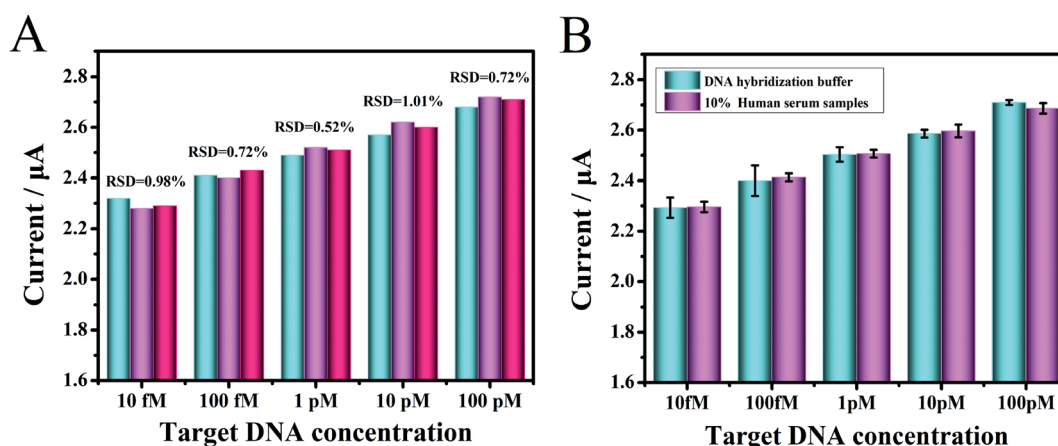 A
2.8
2.6
2.4
2.2
2.0
1.8
1.6
Current / μA
RSD=0.98%
RSD=0.72%
RSD=0.52%
RSD=1.01%
RSD=0.72%
10 fM
100 fM
1 pM
10 pM
100 pM
Target DNA concentration
B
2.8
2.6
2.4
2.2
2.0
1.8
1.6
Current / μA
DNA hybridization buffer
10% Human serum samples
10fM
100fM
1pM
10pM
100pM
Target DNA concentration